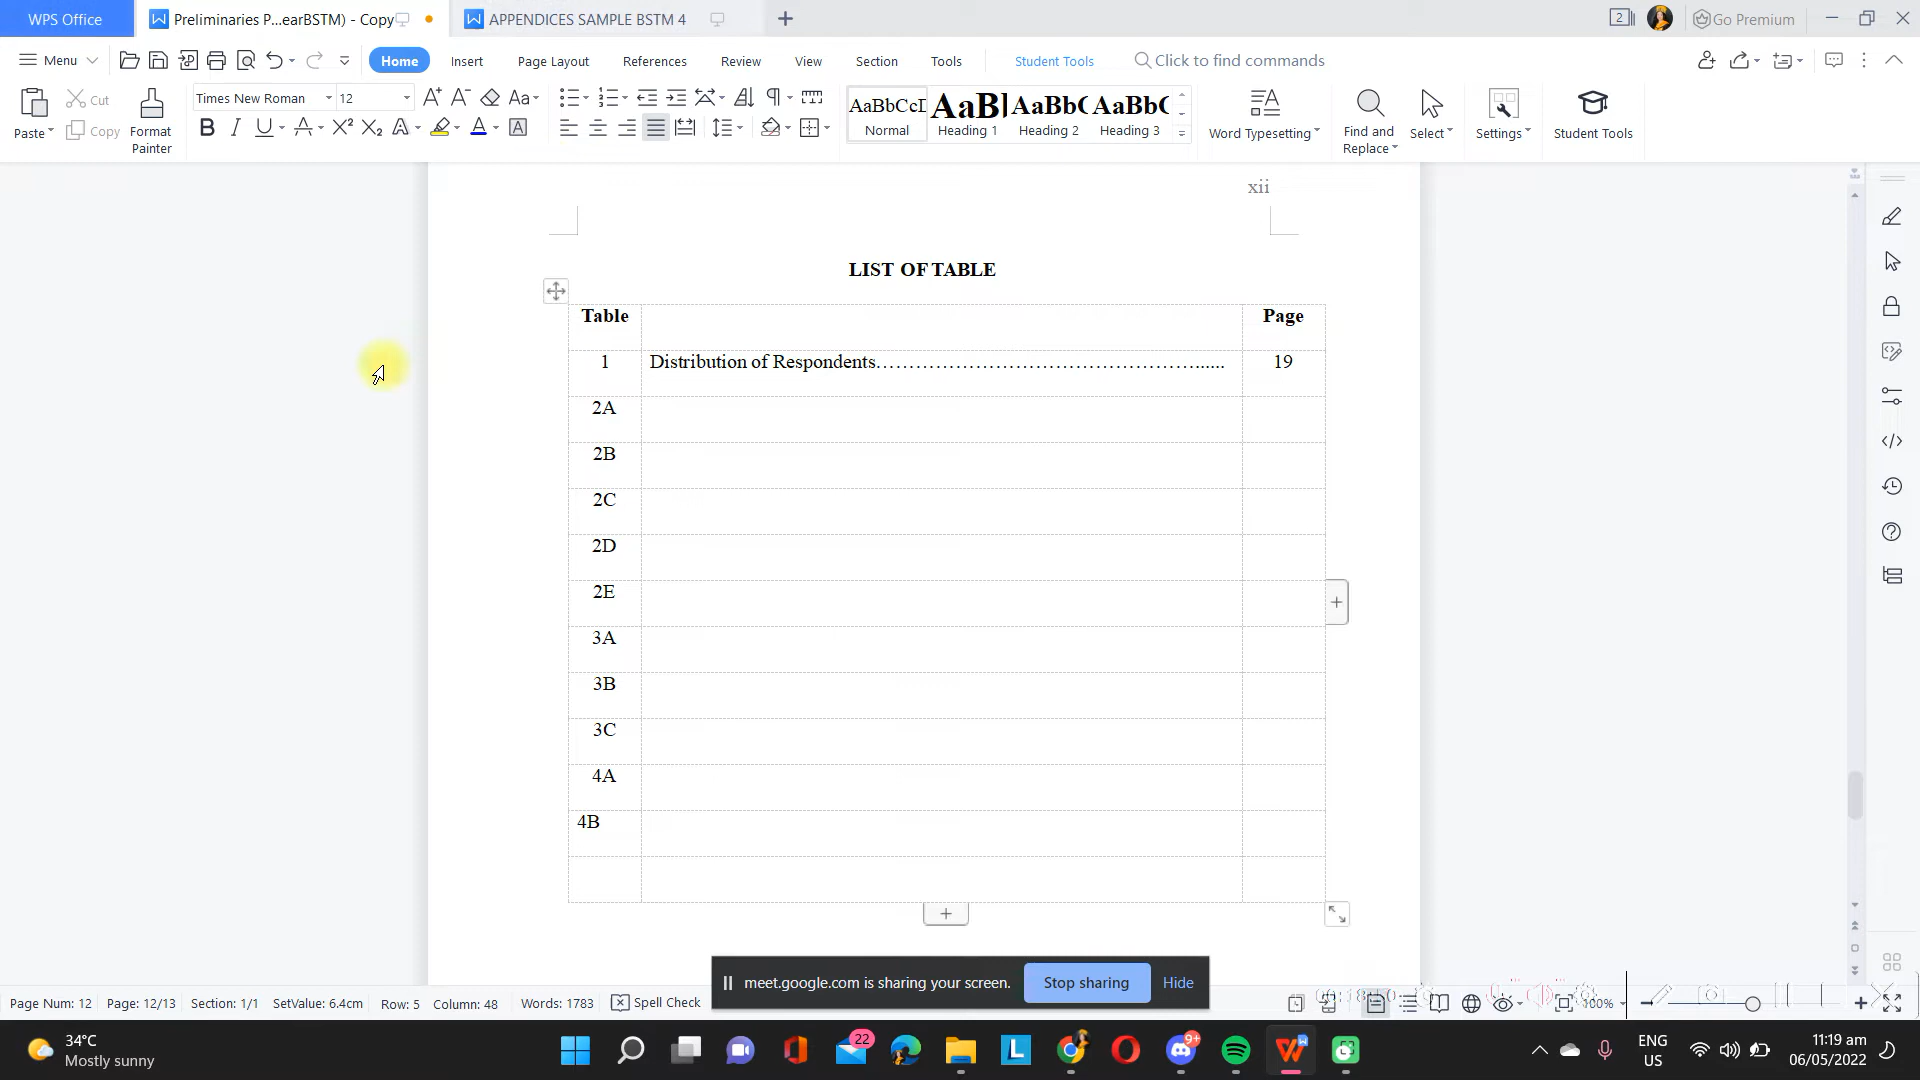 WPS Office
Preliminaries P...earBSTM) - Copy
APPENDICES SAMPLE BSTM 4
2
Go Premium
Menu
Home
Insert
Page Layout
References
Review
View
Section
Tools
Student Tools
Click to find commands
Paste
Cut
Copy
Format
Painter
Times New Roman
12
AaBbCcD
Normal
AaBb
Heading 1
AaBbC
Heading 2
AaBbC
Heading 3
Word Typesetting
Find and
Replace
Select
Settings
Student Tools
xii
LIST OF TABLE
Table
Page
1 Distribution of Respondents…………………………………………...... 19
2A
2B
2C
2D
2E
3A
3B
3C
4A
4B
meet.google.com is sharing your screen.
Stop sharing
Hide
Page Num: 12
Page: 12/13
Section: 1/1
SetValue: 6.4cm
Row: 5
Column: 48
Words: 1783
Spell Check
100%
34°C
Mostly sunny
22
9+
ENG
US
11:19 am
06/05/2022